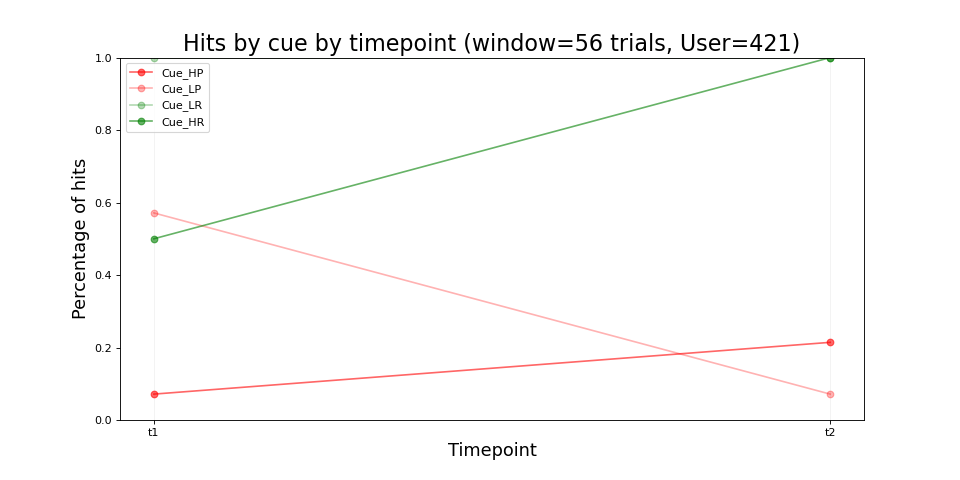 Hits by cue by timepoint (window=56 trials, User=421)
Percentage of hits
1.0
0.8
0.6
0.4
0.2
0.0
Cue_HP
Cue_LP
Cue_LR
Cue_HR
t1
t2
Timepoint